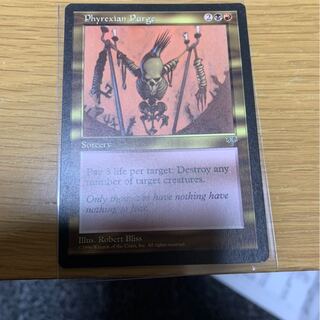 Phyrexian Purge 2
Sorcery
Pay 3 life per target: Destroy any
number of target creatures.
Only those who have nothing have
nothing to fear.
Illus. Robert Bliss